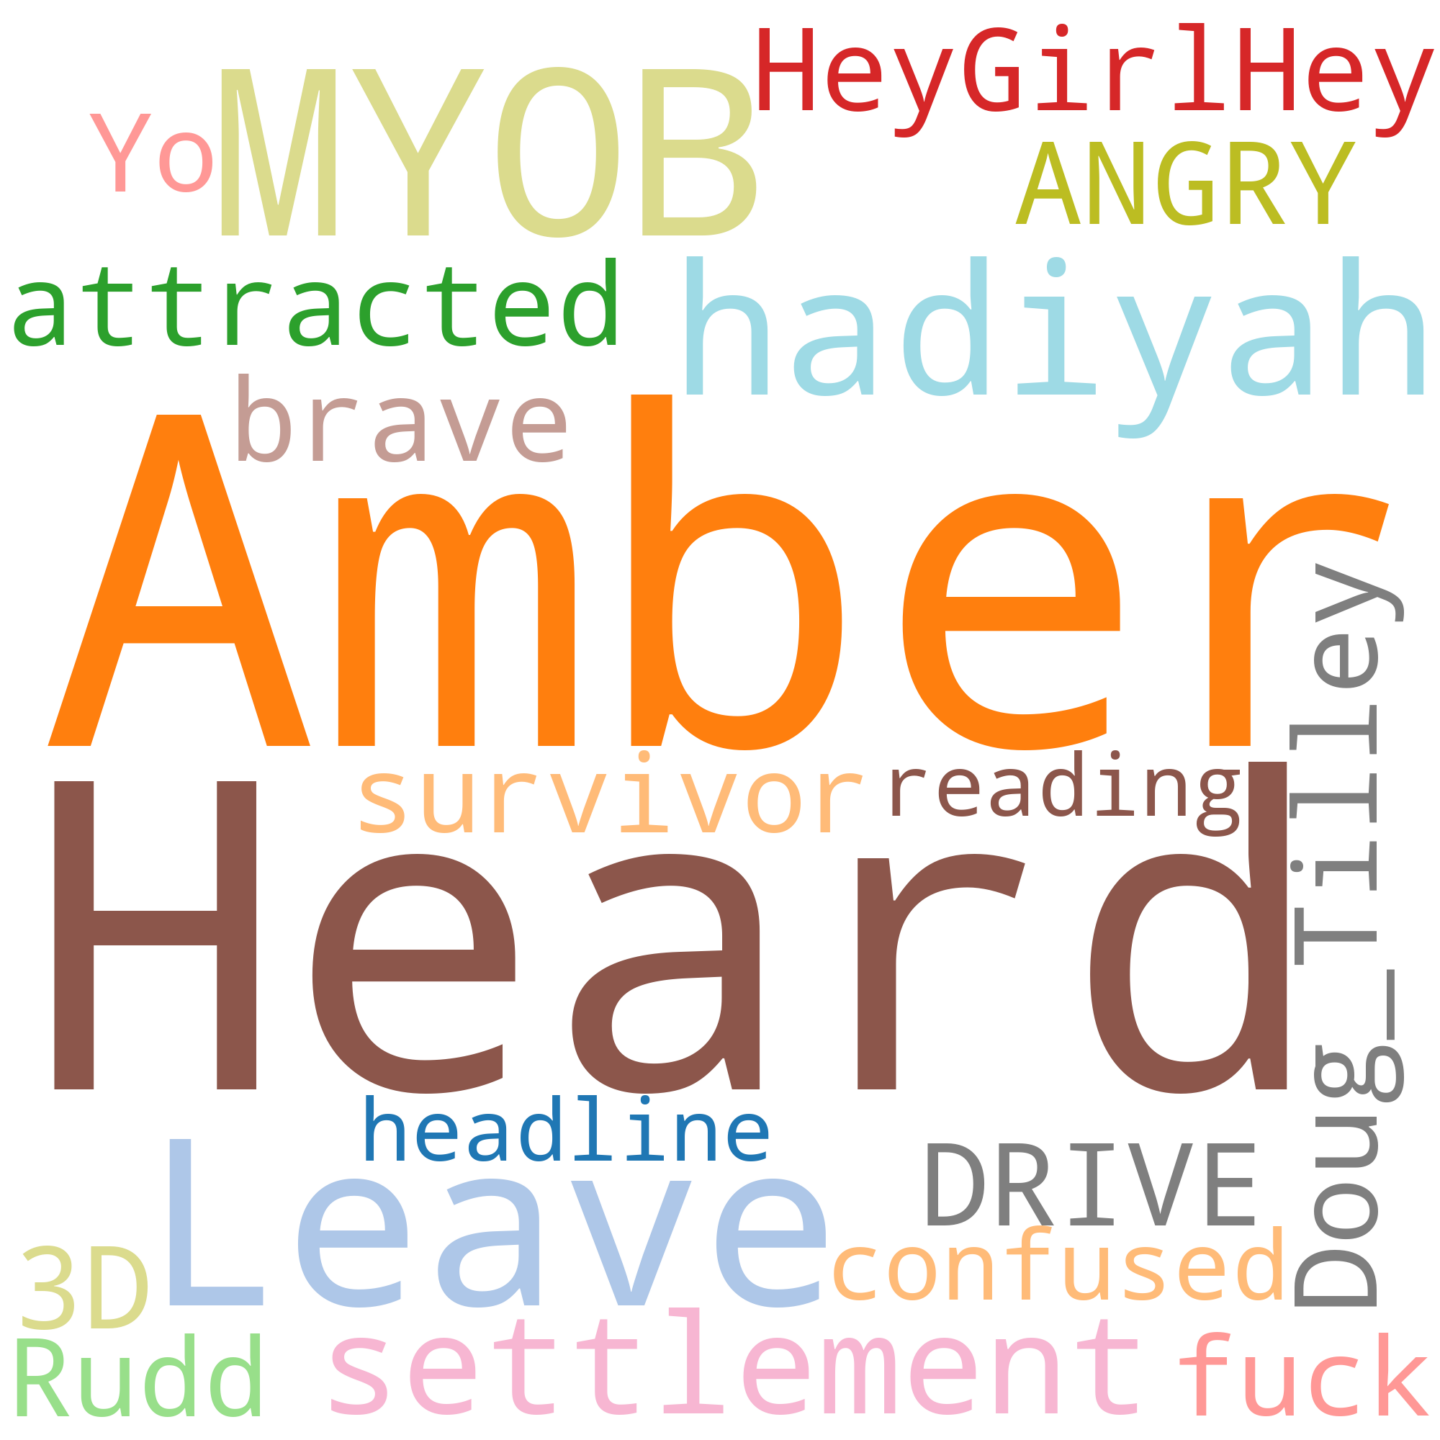 HeyGirlHey
MYOB
Yo
ANGRY
attracted
hadiyah
brave
Amber
Doug_Tilley
survivor
reading
Heard
headline
Leave
DRIVE
confused
3D
Rudd
settlement
fuck